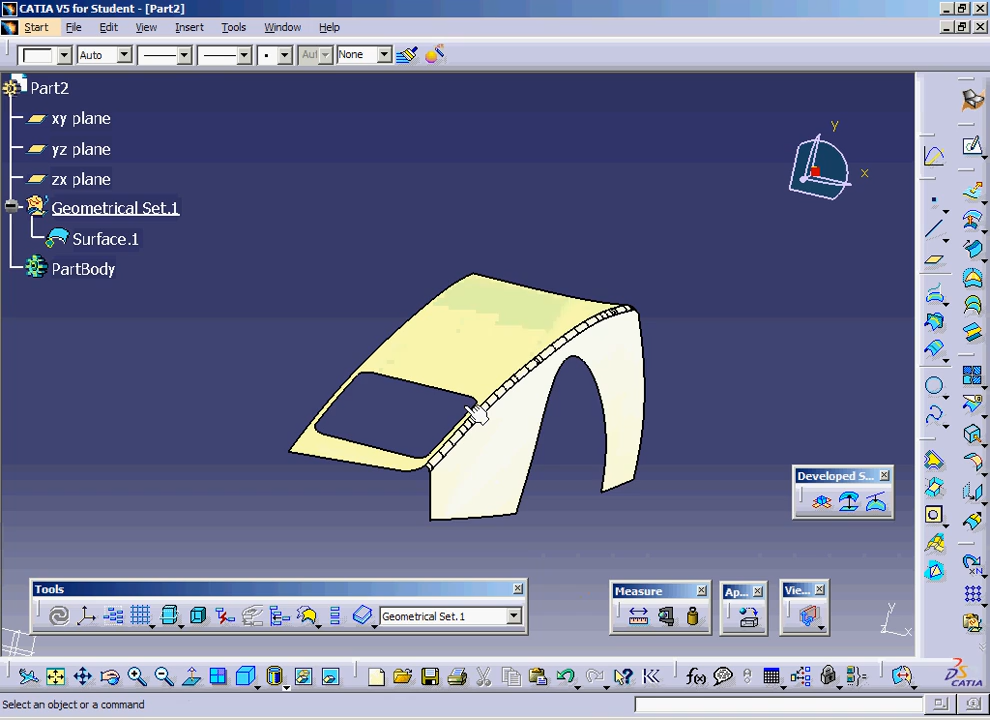 CATIA V5 for Student - [Part2]
Start File Edit View Insert Tools Window Help
Auto Aut None
Part2
xy plane
yz plane
zx plane
Geometrical Set.1
Surface.1
PartBody
y
x
Developed S...
Tools
Geometrical Set.1
Measure
Ap...
Vie...
y
x
f(x)
CATIA
Select an object or a command